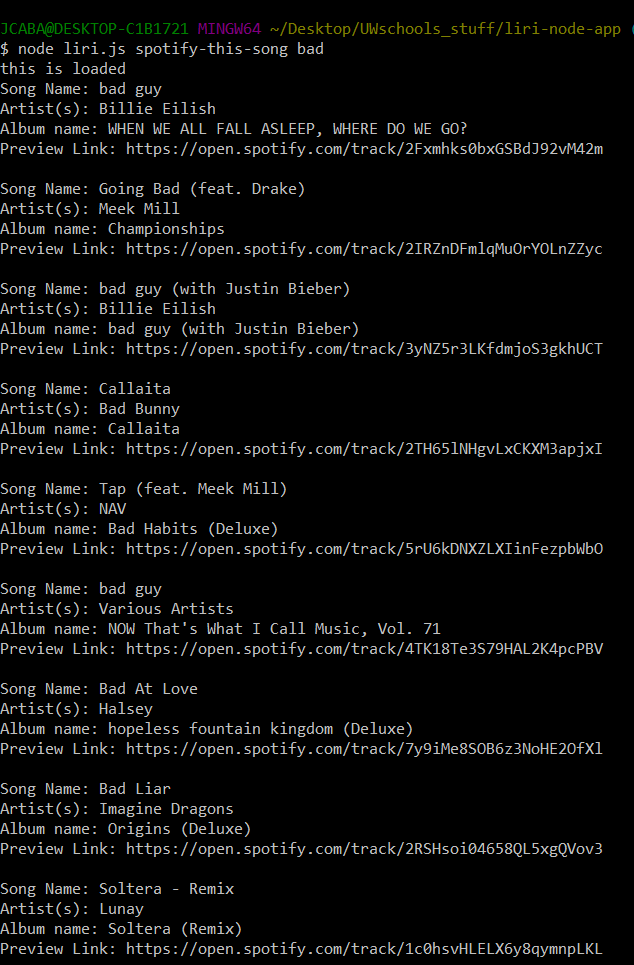 JCABA@DESKTOP-C1B1721 MINGW64 ~/Desktop/UWschools_stuff/liri-node-app (
$ node liri.js spotify-this-song bad
this is loaded
Song Name: bad guy
Artist(s): Billie Eilish
Album name: WHEN WE ALL FALL ASLEEP, WHERE DO WE GO?
Preview Link: https://open.spotify.com/track/2Fxmhks0bxGSBdJ92vM42m
Song Name: Going Bad (feat. Drake)
Artist(s): Meek Mill
Album name: Championships
Preview Link: https://open.spotify.com/track/2IRZnDFmlqMuOrYOLnZZyc
Song Name: bad guy (with Justin Bieber)
Artist(s): Billie Eilish
Album name: bad guy (with Justin Bieber)
Preview Link: https://open.spotify.com/track/3yNZ5r3LKfdmjoS3gkhUCT
Song Name: Callaita
Artist(s): Bad Bunny
Album name: Callaita
Preview Link: https://open.spotify.com/track/2TH65lNHgvLxCKXM3apjxI
Song Name: Tap (feat. Meek Mill)
Artist(s): NAV
Album name: Bad Habits (Deluxe)
Preview Link: https://open.spotify.com/track/5rU6kDNXZLXIinFezpbWbO
Song Name: bad guy
Artist(s): Various Artists
Album name: NOW That's What I Call Music, Vol. 71
Preview Link: https://open.spotify.com/track/4TK18Te3S79HAL2K4pcPBV
Song Name: Bad At Love
Artist(s): Halsey
Album name: hopeless fountain kingdom (Deluxe)
Preview Link: https://open.spotify.com/track/7y9iMe8SOB6z3NoHE2OfXl
Song Name: Bad Liar
Artist(s): Imagine Dragons
Album name: Origins (Deluxe)
Preview Link: https://open.spotify.com/track/2RSHsoi04658QL5xgQVov3
Song Name: Soltera - Remix
Artist(s): Lunay
Album name: Soltera (Remix)
Preview Link: https://open.spotify.com/track/1c0hsvHLELX6y8qymnpLKL